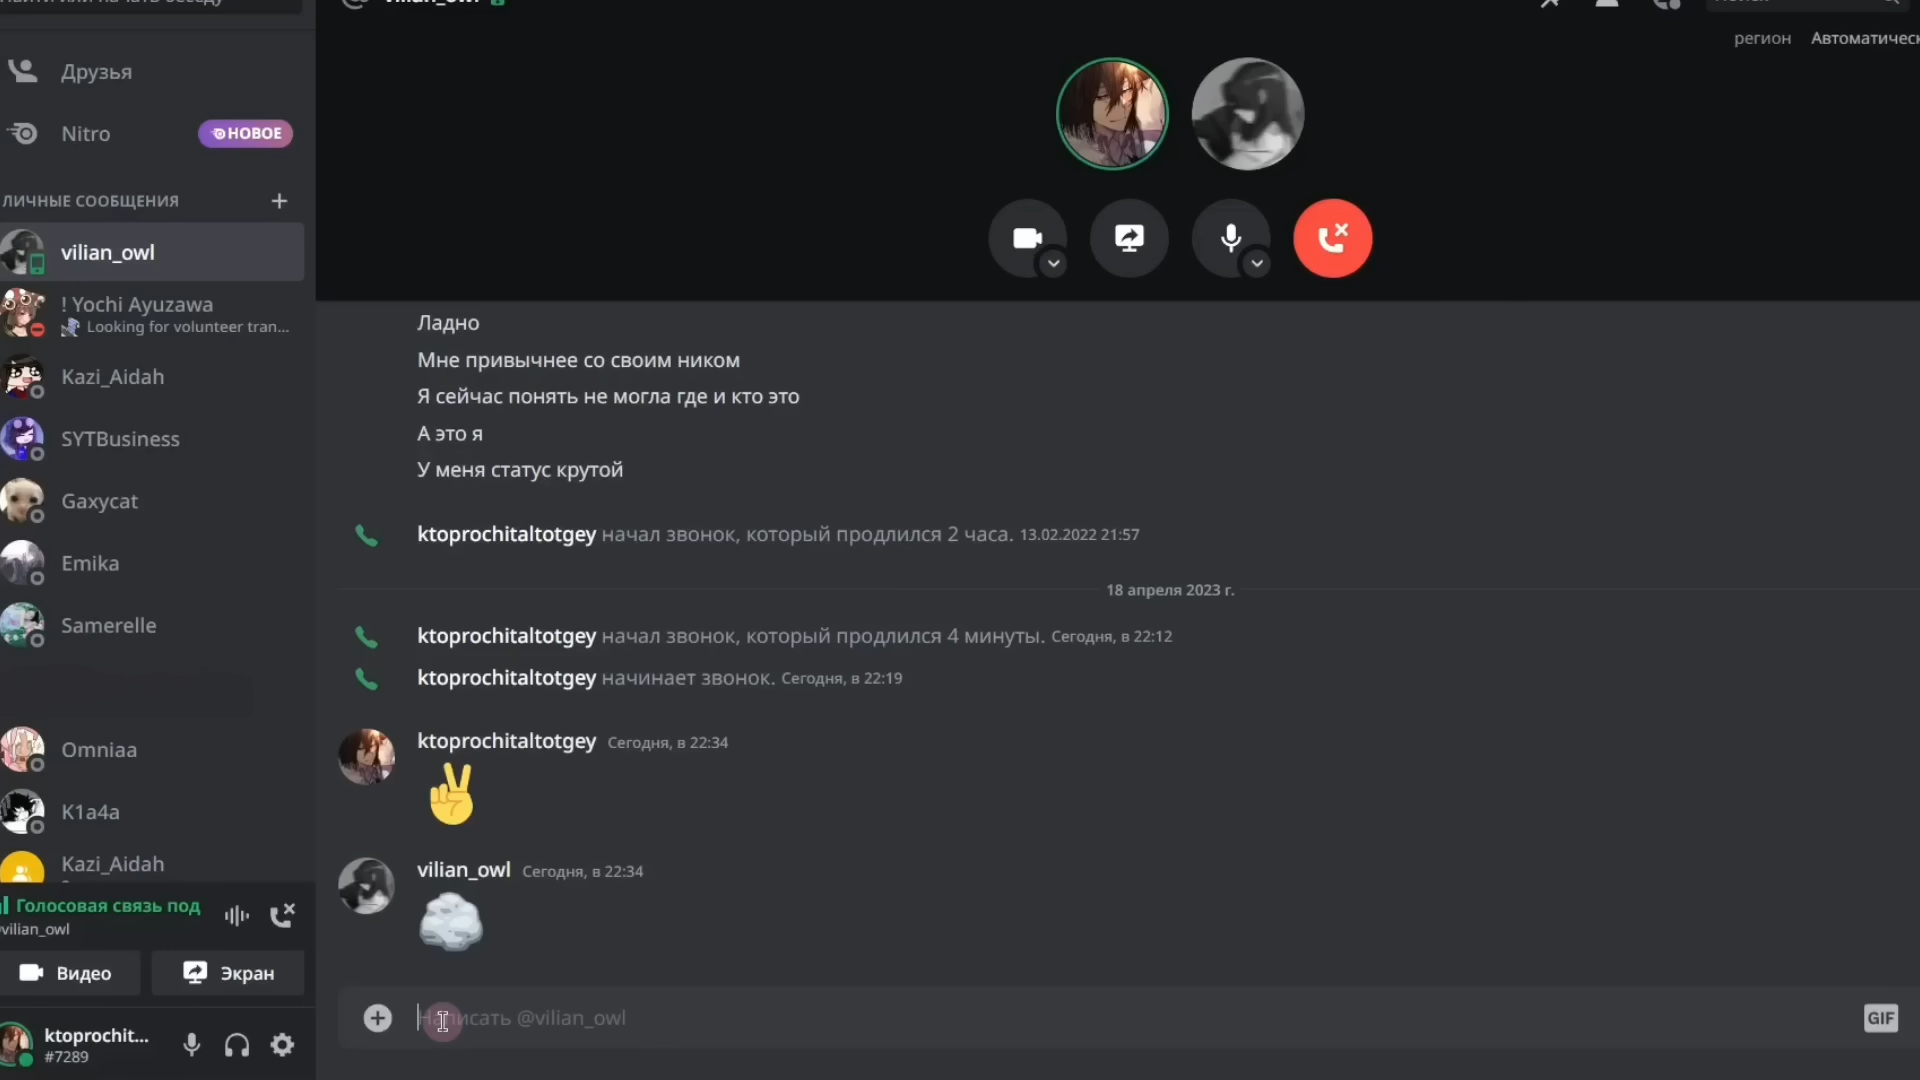 vilian_owl
регион Автоматичес
Друзья
Nitro
НОВОЕ
ЛИЧНЫЕ СООБЩЕНИЯ
vilian_owl
! Yochi Ayuzawa
Looking for volunteer tran...
Kazi_Aidah
SYTBusiness
Gaxycat
Emika
Samerelle
Omniaa
K1a4a
Kazi_Aidah
Голосовая связь под
vilian_owl
Видео
Экран
ktoprochit...
#7289
Ладно
Мне привычнее со своим ником
Я сейчас понять не могла где и кто это
А это я
У меня статус крутой
ktoprochitaltotgey начал звонок, который продлился 2 часа. 13.02.2022 21:57
18 апреля 2023 г.
ktoprochitaltotgey начал звонок, который продлился 4 минуты. Сегодня, в 22:12
ktoprochitaltotgey начинает звонок. Сегодня, в 22:19
ktoprochitaltotgey Сегодня, в 22:34
vilian_owl Сегодня, в 22:34
Написать @vilian_owl
GIF